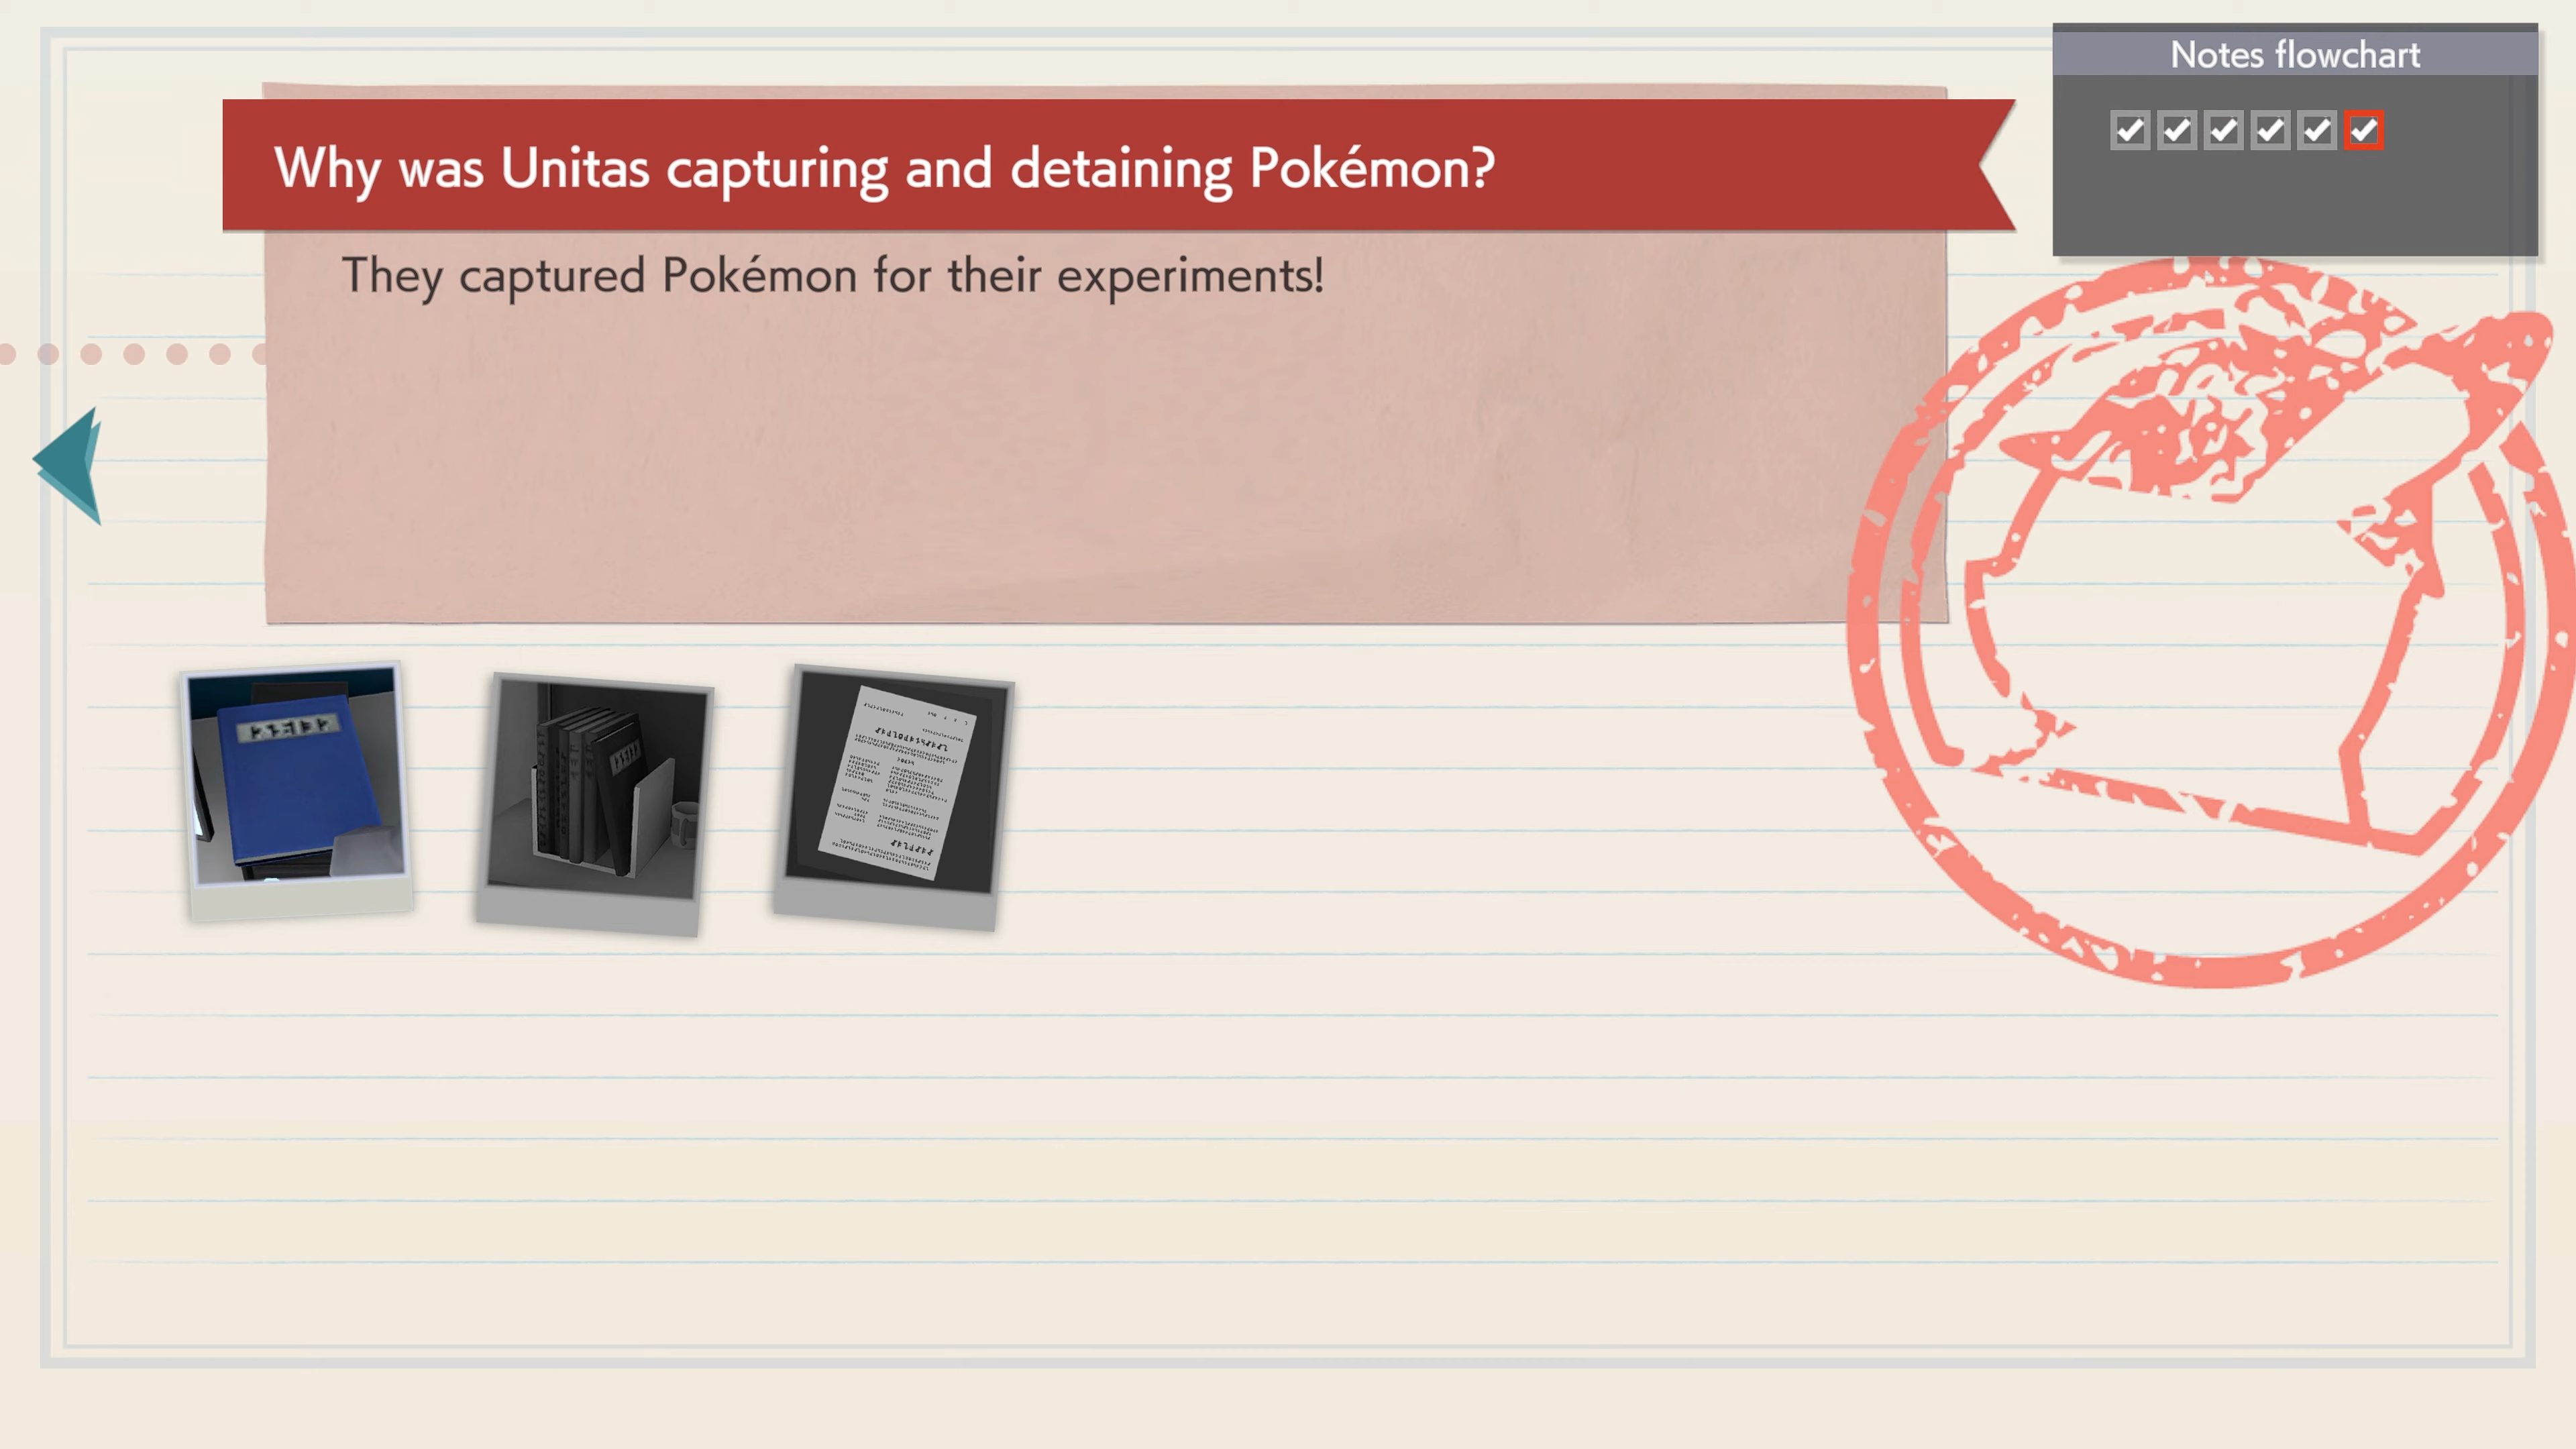 Notes flowchart
Why was Unitas capturing and detaining Pokémon?
They captured Pokémon for their experiments!